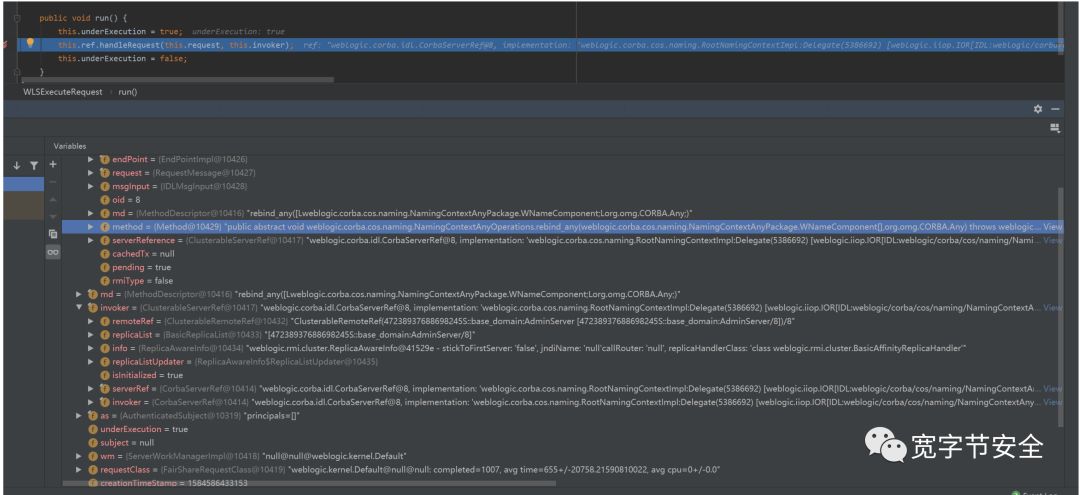 public void run() {
this.underExecution = true; underExecution: true
this.ref.handleRequest(this.request, this.invoker); ref: "weblogic.corba.idl.CorbaServerRef@8, implementation: 'weblogic.corba.cos.naming.RootNamingContextImpl:Delegate(5386692) [weblogic.iiop.IOR[IDL:weblogic/corba
this.underExecution = false;
}
WLSExecuteRequest › run()
Variables
endPoint = {EndPointImpl@10426}
request = {RequestMessage@10427}
msgInput = {IDLMsgInput@10428}
oid = 8
md = {MethodDescriptor@10416} "rebind_any([Lweblogic.corba.cos.naming.NamingContextAnyPackage.WNameComponent;Lorg.omg.CORBA.Any;)"
method = {Method@10429} "public abstract void weblogic.corba.cos.naming.NamingContextAnyOperations.rebind_any(weblogic.corba.cos.naming.NamingContextAnyPackage.WNameComponent[],org.omg.CORBA.Any) throws weblogic... View
serverReference = {ClusterableServerRef@10417} "weblogic.corba.idl.CorbaServerRef@8, implementation: 'weblogic.corba.cos.naming.RootNamingContextImpl:Delegate(5386692) [weblogic.iiop.IOR[IDL:weblogic/corba/cos/naming/Nami... View
cachedTx = null
pending = true
rmiType = false
md = {MethodDescriptor@10416} "rebind_any([Lweblogic.corba.cos.naming.NamingContextAnyPackage.WNameComponent;Lorg.omg.CORBA.Any;)"
invoker = {ClusterableServerRef@10417} "weblogic.corba.idl.CorbaServerRef@8, implementation: 'weblogic.corba.cos.naming.RootNamingContextImpl:Delegate(5386692) [weblogic.iiop.IOR[IDL:weblogic/corba/cos/naming/NamingContextA... View
remoteRef = {ClusterableRemoteRef@10432} "ClusterableRemoteRef(47238937688698245S::base_domain:AdminServer [47238937688698245S::base_domain:AdminServer/8])/8"
replicaList = {BasicReplicaList@10433} "[47238937688698245S::base_domain:AdminServer/8]"
info = {ReplicaAwareInfo@10434} "weblogic.rmi.cluster.ReplicaAwareInfo@41529e - stickToFirstServer: 'false', jndiName: 'null'callRouter: 'null', replicaHandlerClass: 'class weblogic.rmi.cluster.BasicAffinityReplicaHandler'"
replicaListUpdater = {ReplicaAwareInfo$ReplicaListUpdater@10435}
isInitialized = true
serverRef = {CorbaServerRef@10414} "weblogic.corba.idl.CorbaServerRef@8, implementation: 'weblogic.corba.cos.naming.RootNamingContextImpl:Delegate(5386692) [weblogic.iiop.IOR[IDL:weblogic/corba/cos/naming/NamingContextA... View
invoker = {CorbaServerRef@10414} "weblogic.corba.idl.CorbaServerRef@8, implementation: 'weblogic.corba.cos.naming.RootNamingContextImpl:Delegate(5386692) [weblogic.iiop.IOR[IDL:weblogic/corba/cos/naming/NamingContextAny... View
as = {AuthenticatedSubject@10319} "principals=[]"
underExecution = true
subject = null
wm = {ServerWorkManagerImpl@10418} "null@null@weblogic.kernel.Default"
requestClass = {FairShareRequestClass@10419} "weblogic.kernel.Default@null@null: completed=1007, avg time=655+/-20758.21590810022, avg cpu=0+/-0.0"
creationTimeStamp = 1584586433153
宽字节安全